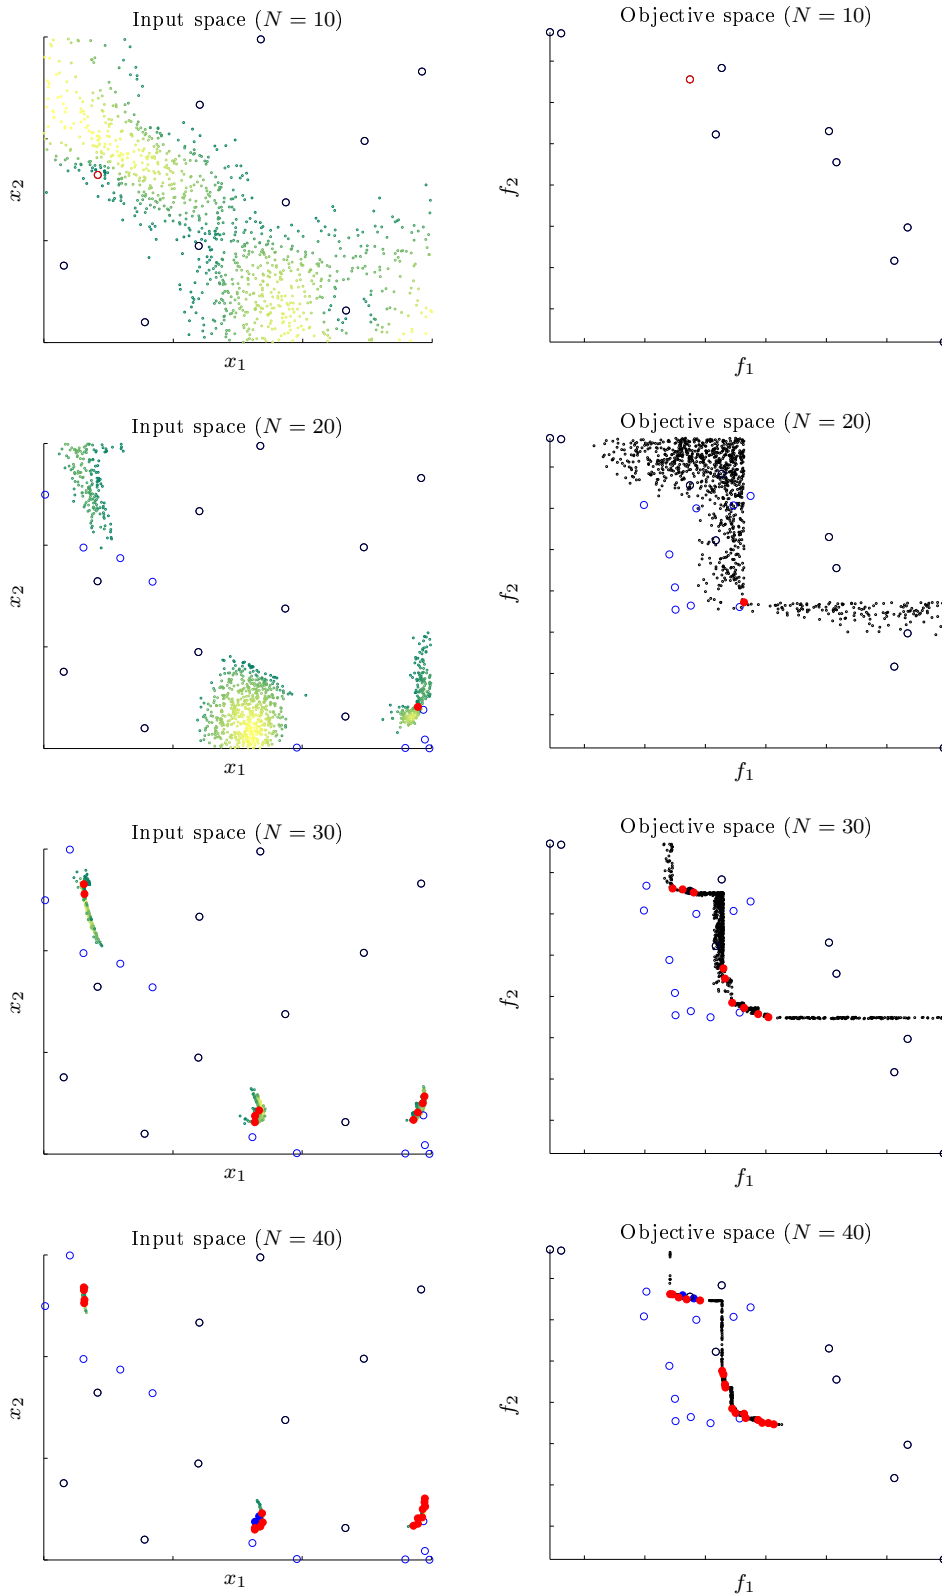 Input space (N = 10)
Objective space (N = 10)
x₂
f₂
x₁
f₁
Input space (N = 20)
Objective space (N = 20)
x₂
f₂
x₁
f₁
Input space (N = 30)
Objective space (N = 30)
x₂
f₂
x₁
f₁
Input space (N = 40)
Objective space (N = 40)
x₂
f₂
x₁
f₁